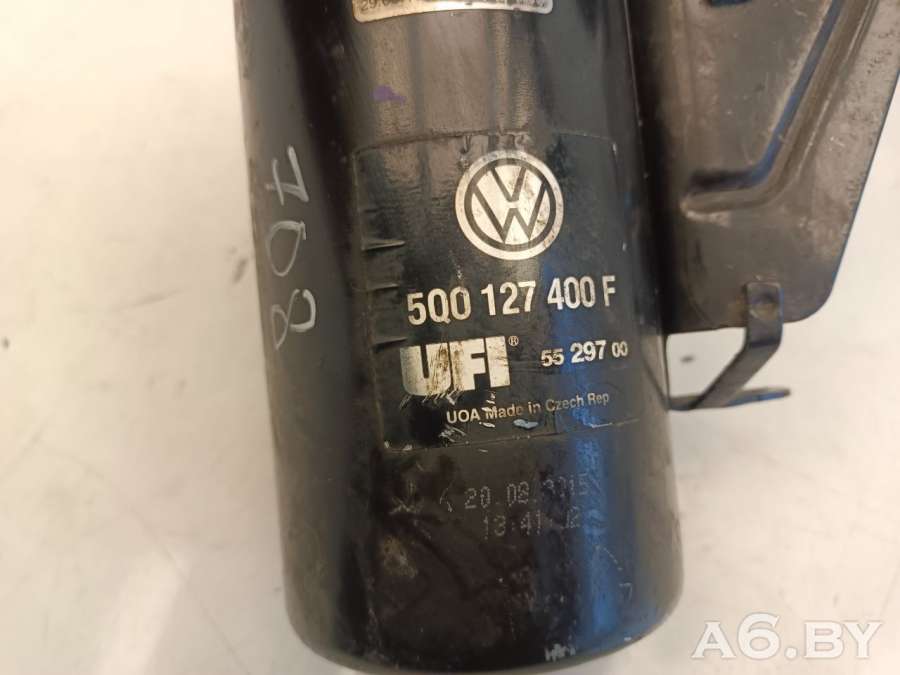 708
5Q0 127 400 F
UFI® 55 297 00
UOA Made in Czech Rep
A6.BY